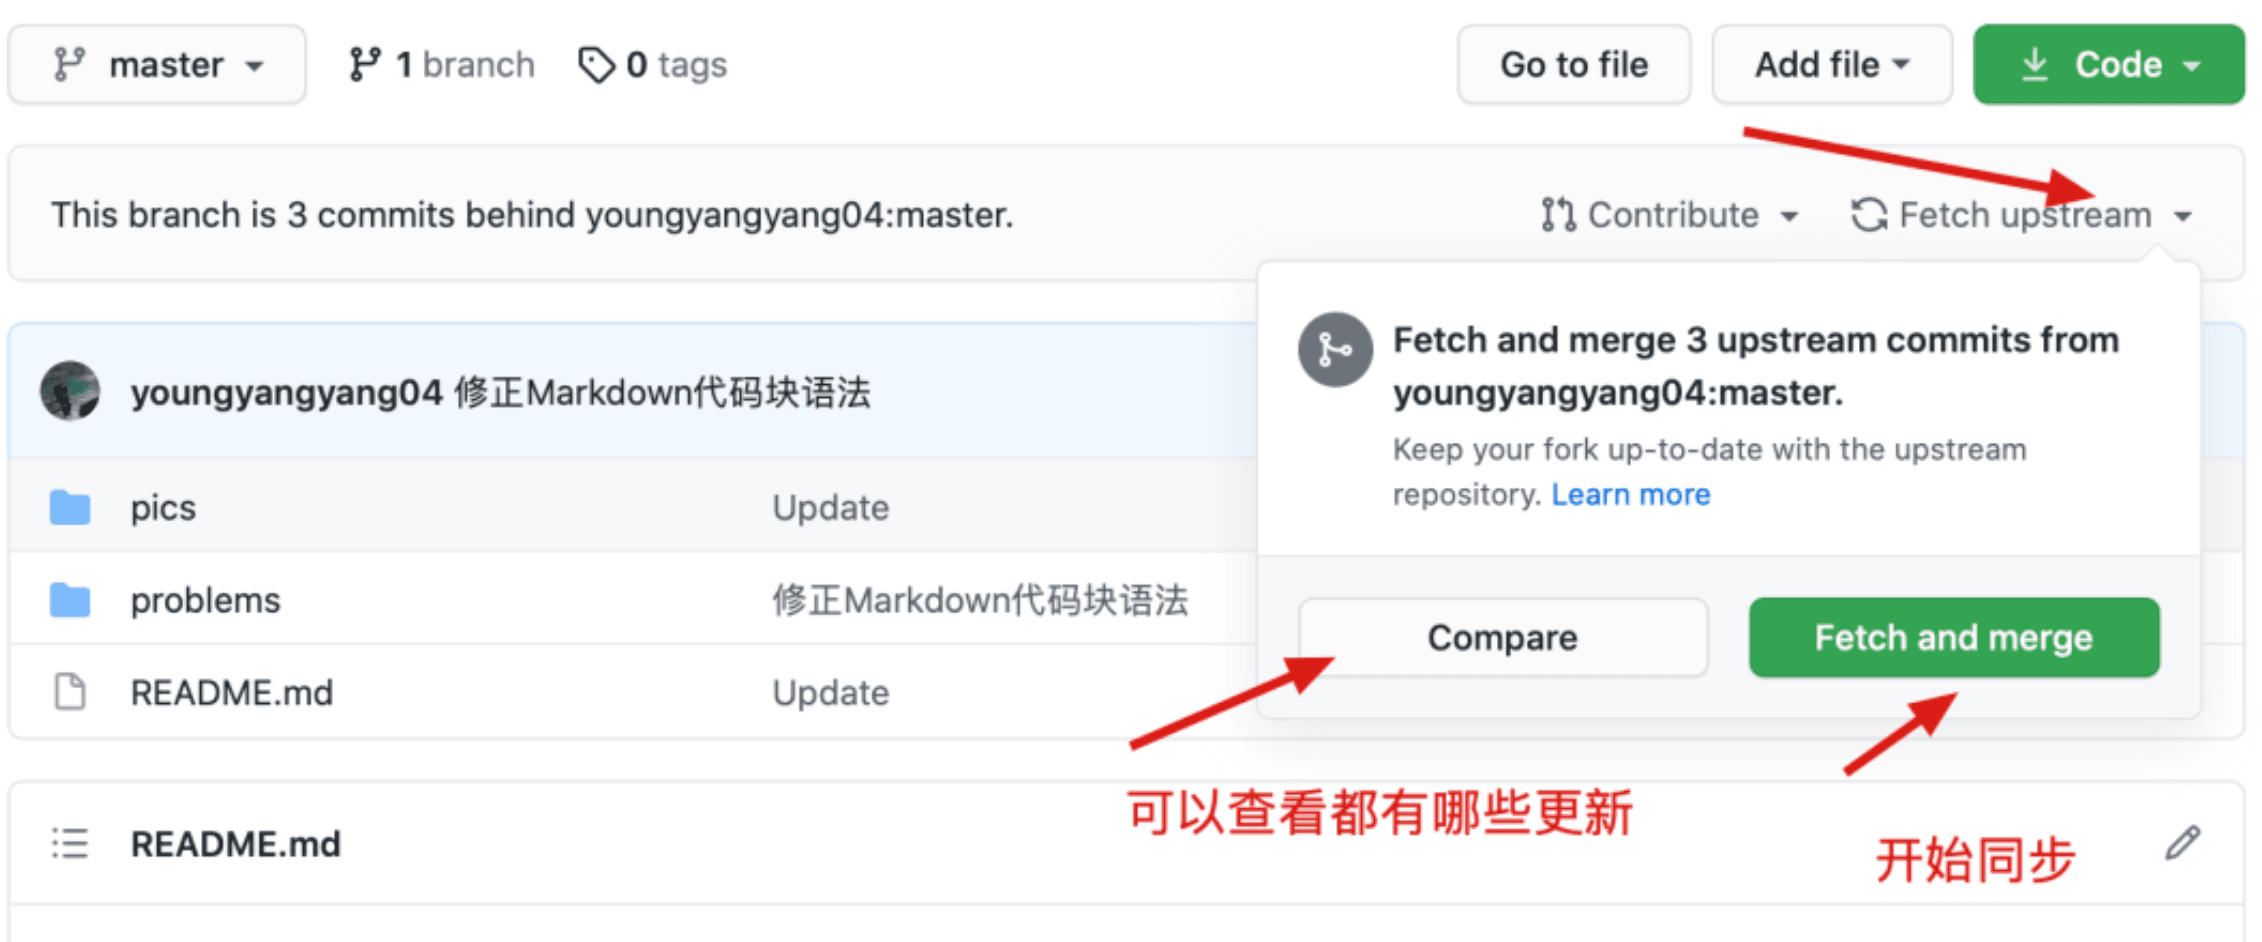 master 1 branch 0 tags Go to file Add file Code
This branch is 3 commits behind youngyangyang04:master. Contribute Fetch upstream
Fetch and merge 3 upstream commits from
youngyangyang04:master.
Keep your fork up-to-date with the upstream
repository. Learn more
Compare Fetch and merge
youngyangyang04 修正Markdown代码块语法
pics Update
problems 修正Markdown代码块语法
README.md Update
可以查看都有哪些更新
开始同步
README.md